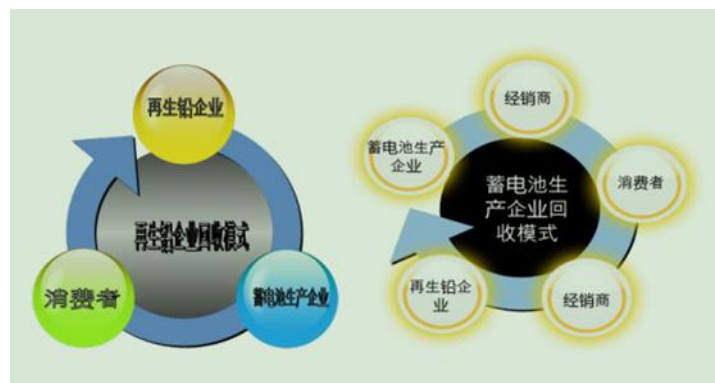 再生铅企业
再生铅企业回收模式
消费者
蓄电池生产企业
经销商
蓄电池生产
企业
消费者
蓄电池生
产企业回
收模式
再生铅企
业
经销商